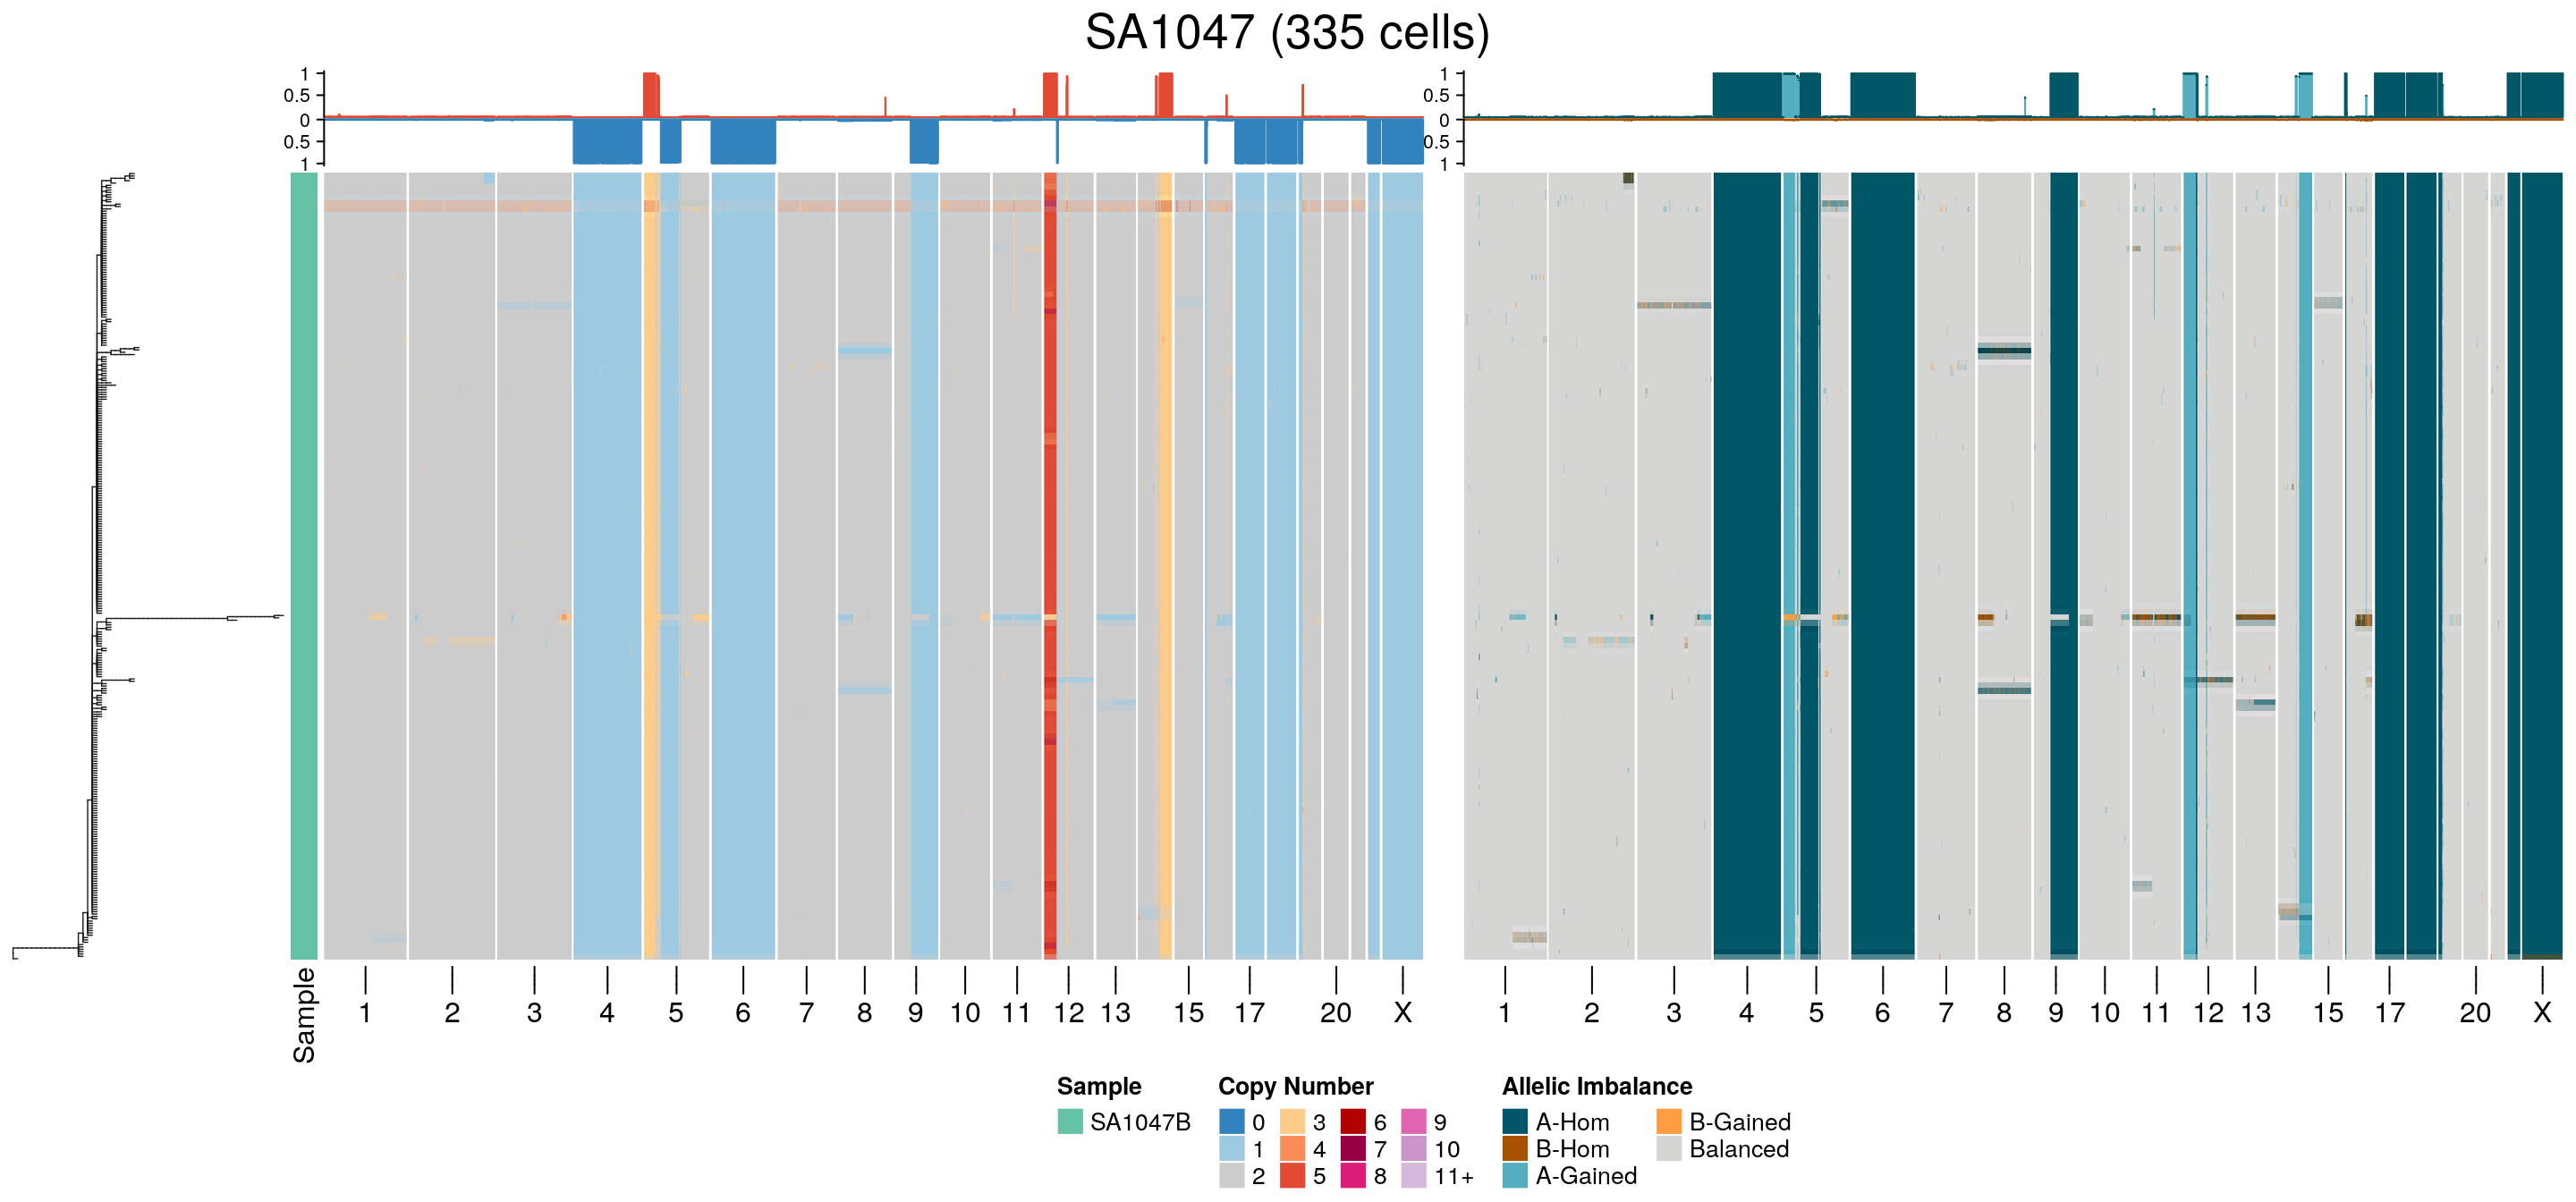 SA1047 (335 cells)
1
0.5
0
0.5
1
1
0.5
0
0.5
1
Sample
1 2 3 4 5 6 7 8 9 10 11 12 13 15 17 20 X
1 2 3 4 5 6 7 8 9 10 11 12 13 15 17 20 X
Sample
SA1047B
Copy Number
0 3 6 9
1 4 7 10
2 5 8 11+
Allelic Imbalance
A-Hom B-Gained
B-Hom Balanced
A-Gained